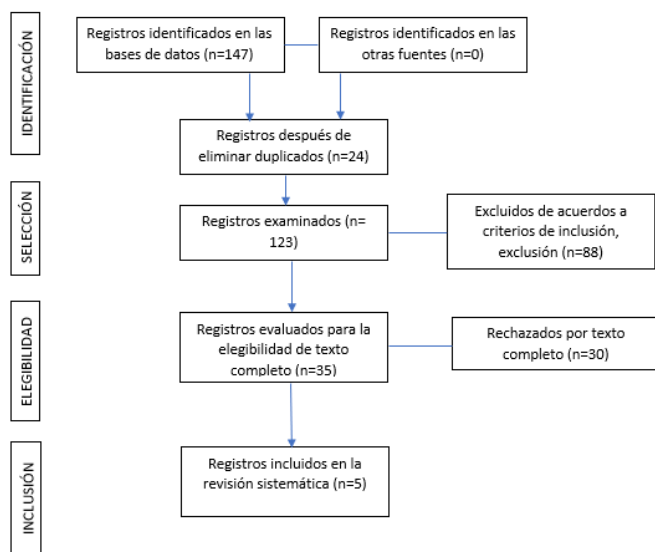 IDENTIFICACIÓN
Registros identificados en las
bases de datos (n=147)
Registros identificados en las
otras fuentes (n=0)
Registros después de
eliminar duplicados (n=24)
SELECCIÓN
Registros examinados (n=
123)
Excluidos de acuerdos a
criterios de inclusión,
exclusión (n=88)
ELEGIBILIDAD
Registros evaluados para la
elegibilidad de texto
completo (n=35)
Rechazados por texto
completo (n=30)
INCLUSIÓN
Registros incluidos en la
revisión sistemática (n=5)